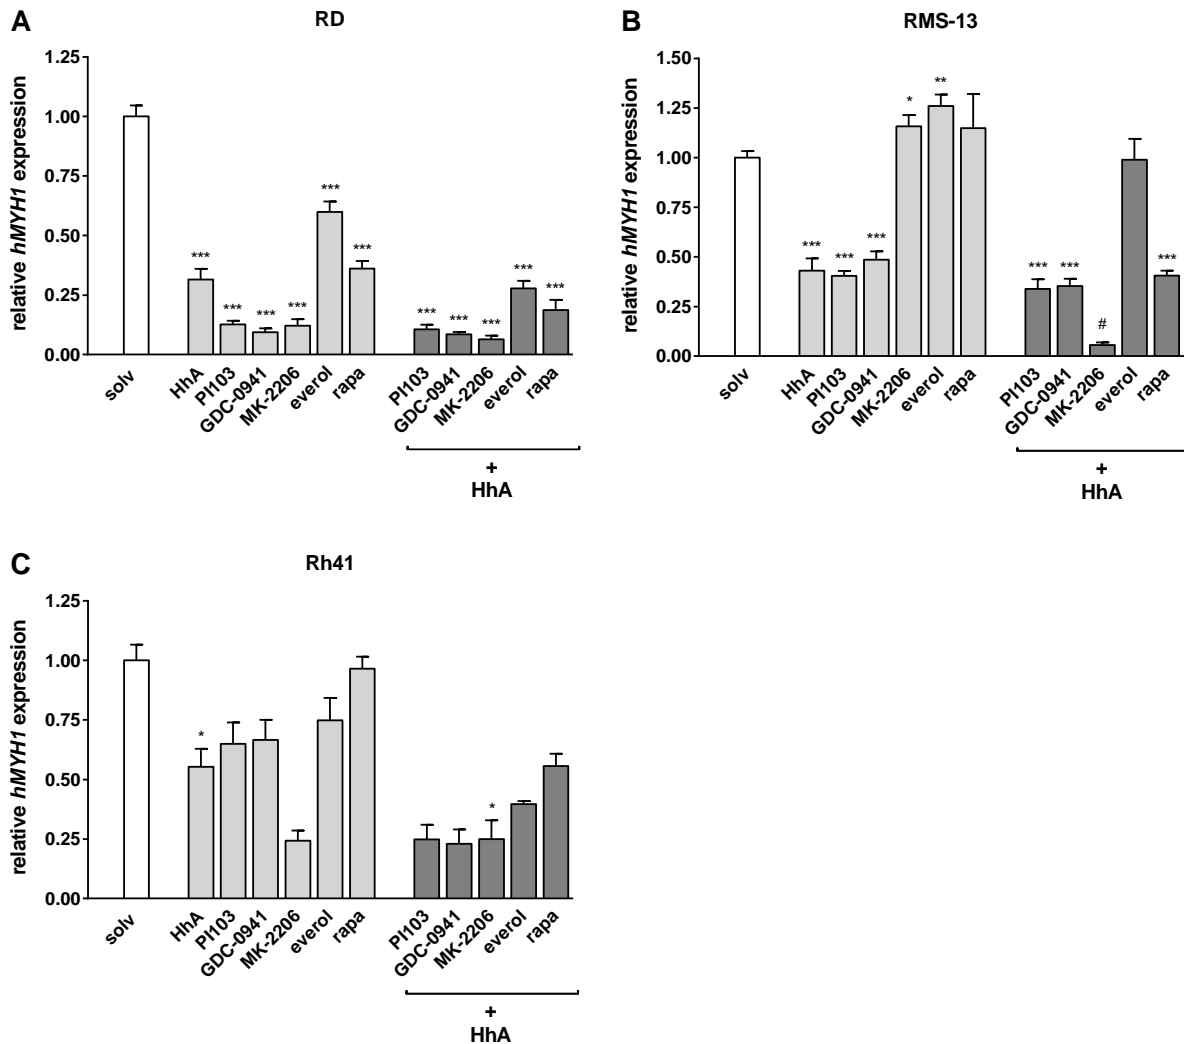 A
RD
relative hMYH1 expression
1.25
1.00
0.75
0.50
0.25
0.00
***
***
***
***
***
***
***
***
***
***
***
solv
HhA
PI103
GDC-0941
MK-2206
everol
rapa
PI103
GDC-0941
MK-2206
everol
rapa
+
HhA
B
RMS-13
relative hMYH1 expression
1.50
1.25
1.00
0.75
0.50
0.25
0.00
***
***
***
*
**
***
***
#
***
solv
HhA
PI103
GDC-0941
MK-2206
everol
rapa
PI103
GDC-0941
MK-2206
everol
rapa
+
HhA
C
Rh41
relative hMYH1 expression
1.25
1.00
0.75
0.50
0.25
0.00
*
*
solv
HhA
PI103
GDC-0941
MK-2206
everol
rapa
PI103
GDC-0941
MK-2206
everol
rapa
+
HhA